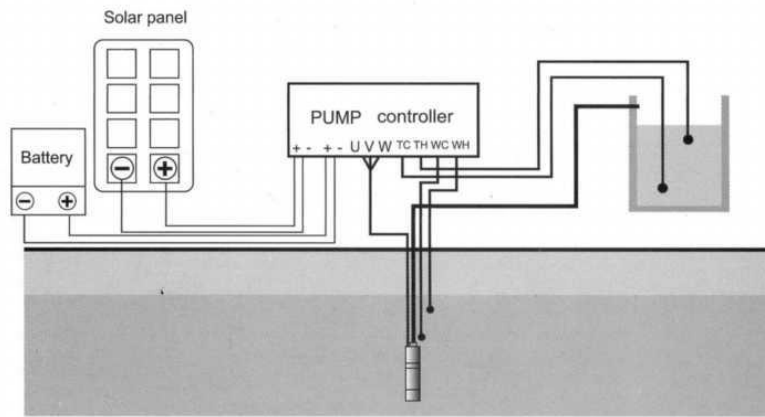 Solar panel
PUMP controller
+ - + - U V W TC TH WC WH
Battery
- +
- +